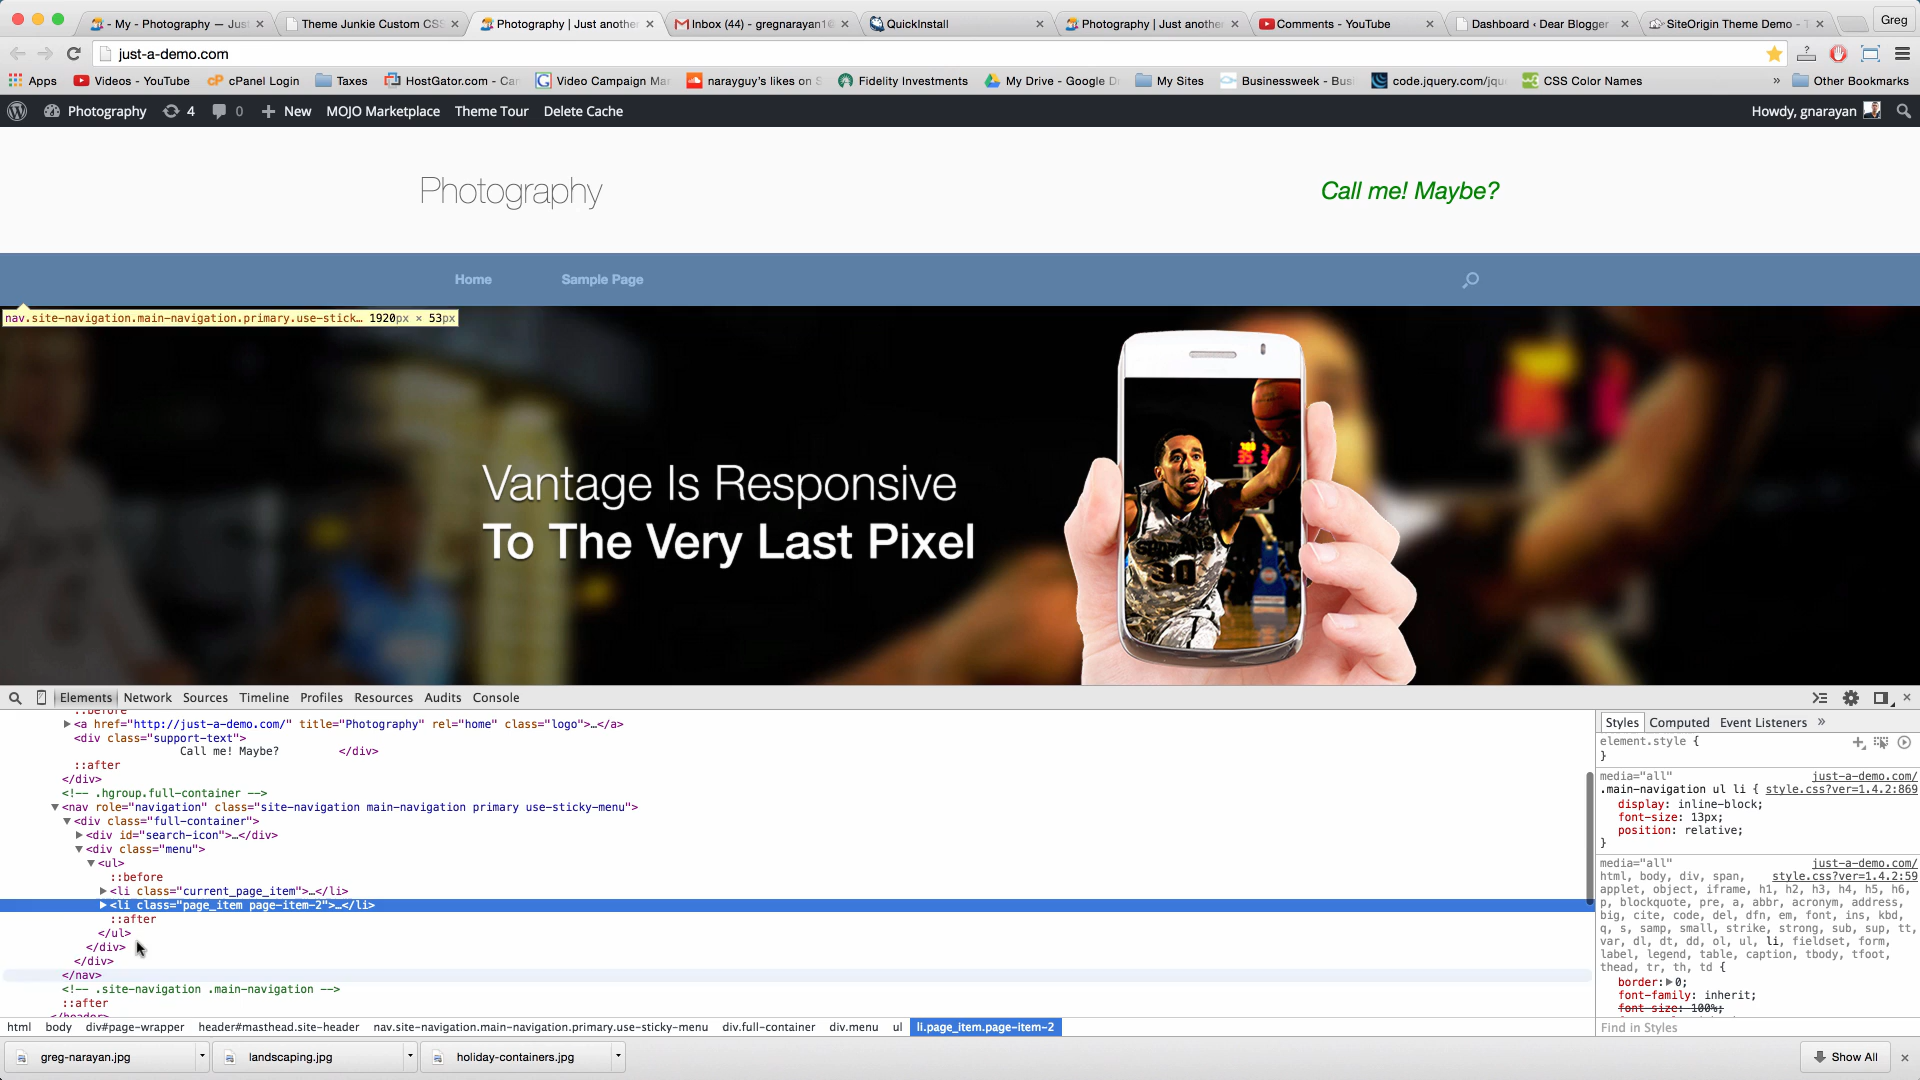 - My - Photography — Jus
Theme Junkie Custom CSS
Photography | Just another
Inbox (44) - gregnarayan1@
QuickInstall
Photography | Just another
Comments - YouTube
Dashboard ‹ Dear Blogger
SiteOrigin Theme Demo - T
Greg
just-a-demo.com
Apps
Videos - YouTube
cPanel Login
Taxes
HostGator.com - Car
Video Campaign Mar
narayguy's likes on S
Fidelity Investments
My Drive - Google D
My Sites
Businessweek - Bus
code.jquery.com/jqu
CSS Color Names
»
Other Bookmarks
Photography
4
0
New
MOJO Marketplace
Theme Tour
Delete Cache
Howdy, gnarayan
Photography
Call me! Maybe?
Home
Sample Page
nav.site-navigation.main-navigation.primary.use-stick… 1920px × 53px
Vantage Is Responsive
To The Very Last Pixel
Elements Network Sources Timeline Profiles Resources Audits Console
::before
<a href="http://just-a-demo.com/" title="Photography" rel="home" class="logo">…</a>
<div class="support-text">
Call me! Maybe? </div>
::after
</div>
<!-- .hgroup.full-container -->
<nav role="navigation" class="site-navigation main-navigation primary use-sticky-menu">
<div class="full-container">
<div id="search-icon">…</div>
<div class="menu">
<ul>
::before
<li class="current_page_item">…</li>
<li class="page_item page-item-2">…</li>
::after
</ul>
</div>
</div>
</nav>
<!-- .site-navigation .main-navigation -->
::after
</header>
html body div#page-wrapper header#masthead.site-header nav.site-navigation.main-navigation.primary.use-sticky-menu div.full-container div.menu ul li.page_item.page-item-2
Styles Computed Event Listeners »
element.style {
}
media="all" just-a-demo.com/
.main-navigation ul li { style.css?ver=1.4.2:869
display: inline-block;
font-size: 13px;
position: relative;
}
media="all" just-a-demo.com/
html, body, div, span, style.css?ver=1.4.2:59
applet, object, iframe, h1, h2, h3, h4, h5, h6,
p, blockquote, pre, a, abbr, acronym, address,
big, cite, code, del, dfn, em, font, ins, kbd,
q, s, samp, small, strike, strong, sub, sup, tt,
var, dl, dt, dd, ol, ul, li, fieldset, form,
label, legend, table, caption, tbody, tfoot,
thead, tr, th, td {
border: 0;
font-family: inherit;
font-size: 100%;
Find in Styles
greg-narayan.jpg
landscaping.jpg
holiday-containers.jpg
Show All